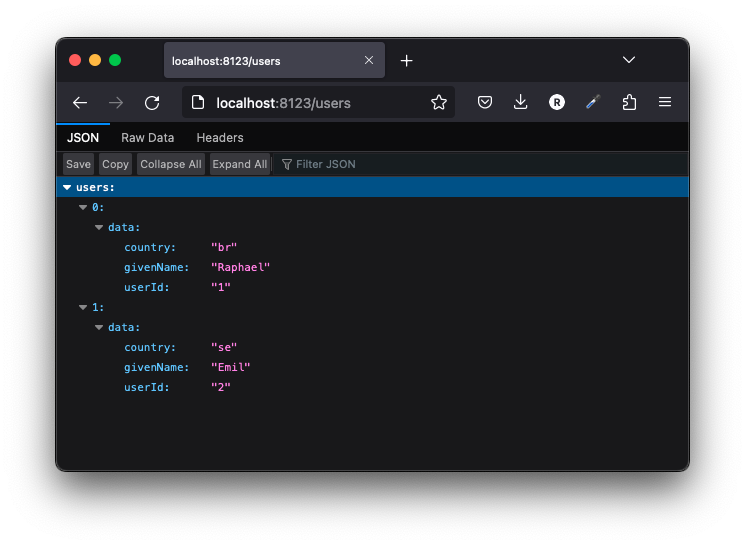 localhost:8123/users
localhost:8123/users
R
JSON Raw Data Headers
Save Copy Collapse All Expand All Filter JSON
users:
0:
data:
country: "br"
givenName: "Raphael"
userId: "1"
1:
data:
country: "se"
givenName: "Emil"
userId: "2"